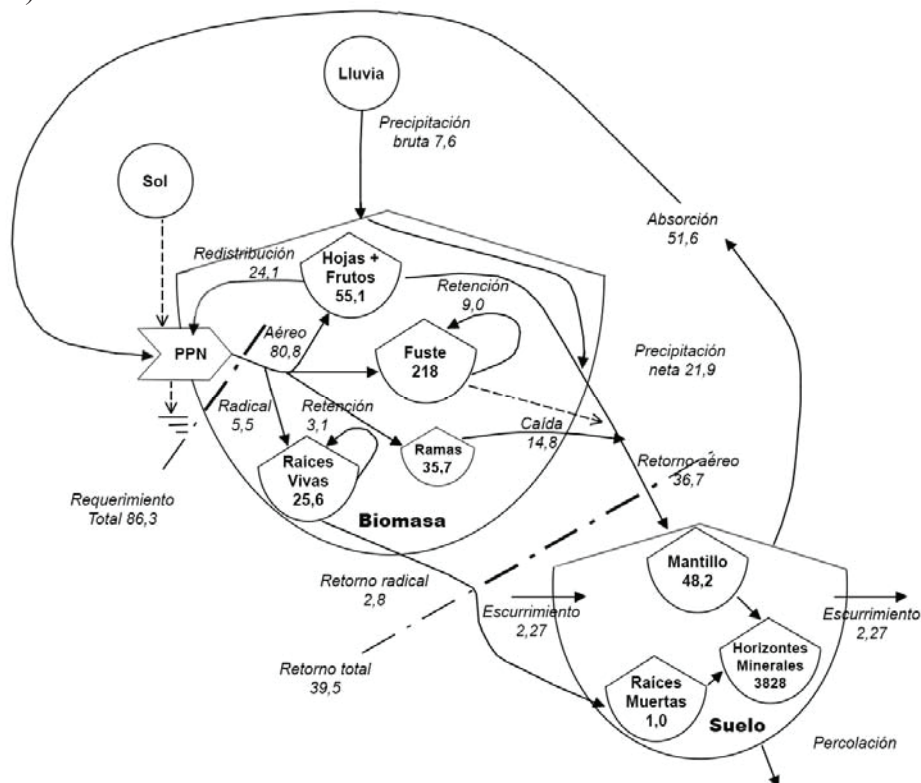 )
Lluvia
Precipitación
bruta 7,6
Sol
Absorción
51,6
Redistribución
24,1
Hojas +
Frutos
55,1
Retención
9,0
PPN
Aéreo
80,8
Fuste
218
Precipitación
neta 21,9
Radical
5,5
Retención
3,1
Caída
14,8
Ramas
35,7
Raíces
Vivas
25,6
Retorno aéreo
36,7
Requerimiento
Total 86,3
Biomasa
Mantillo
48,2
Retorno radical
2,8
Escurrimiento
2,27
Escurrimiento
2,27
Horizontes
Minerales
3828
Retorno total
39,5
Raíces
Muertas
1,0
Suelo
Percolación